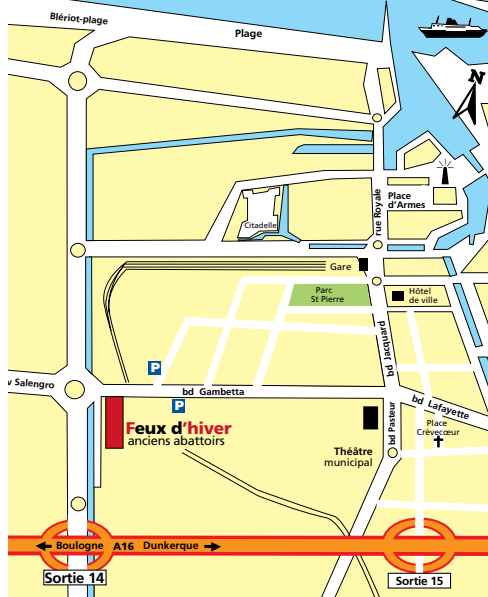 Blériot-plage
Plage
N
Place
d'Armes
rue Royale
Citadelle
Gare
Parc
St Pierre
Hôtel
de ville
bd Jacquard
P
v Salengro
bd Gambetta
P
bd Lafayette
Feux d'hiver
anciens abattoirs
bd Pasteur
Place
Crèvecœur
Théâtre
municipal
Boulogne A16 Dunkerque
Sortie 14
Sortie 15